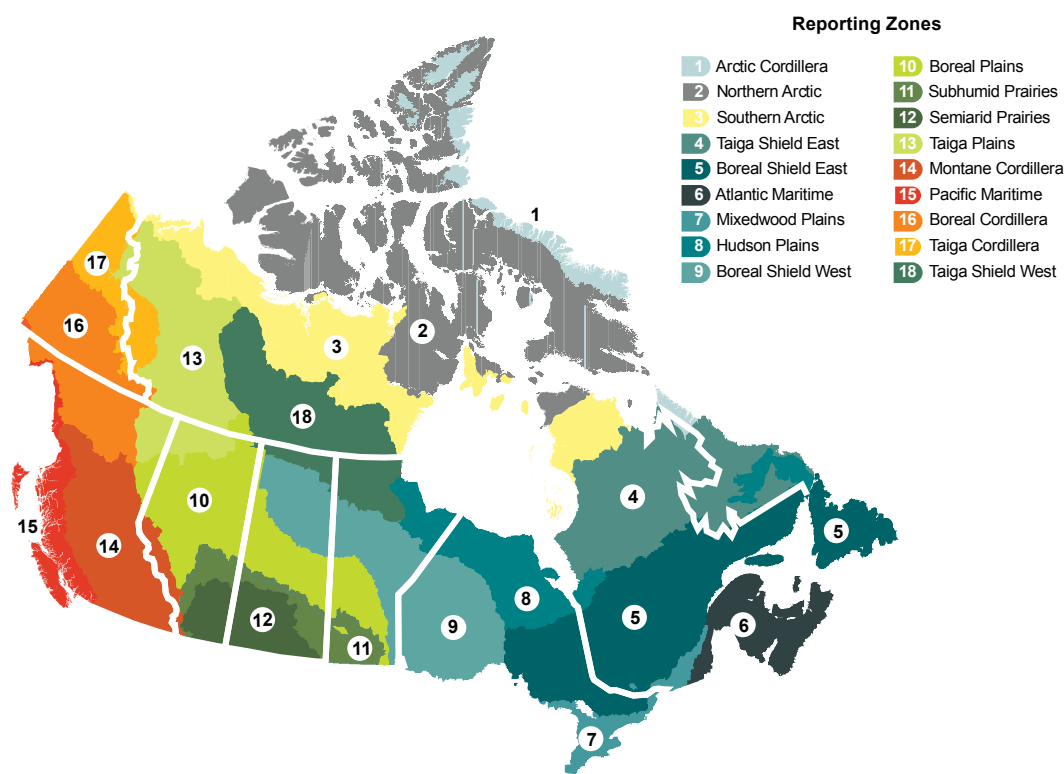 Reporting Zones
1 Arctic Cordillera
2 Northern Arctic
3 Southern Arctic
4 Taiga Shield East
5 Boreal Shield East
6 Atlantic Maritime
7 Mixedwood Plains
8 Hudson Plains
9 Boreal Shield West
10 Boreal Plains
11 Subhumid Prairies
12 Semiarid Prairies
13 Taiga Plains
14 Montane Cordillera
15 Pacific Maritime
16 Boreal Cordillera
17 Taiga Cordillera
18 Taiga Shield West
1
17
16
2
3
13
18
4
10
15
5
14
8
12
5
9
6
11
7